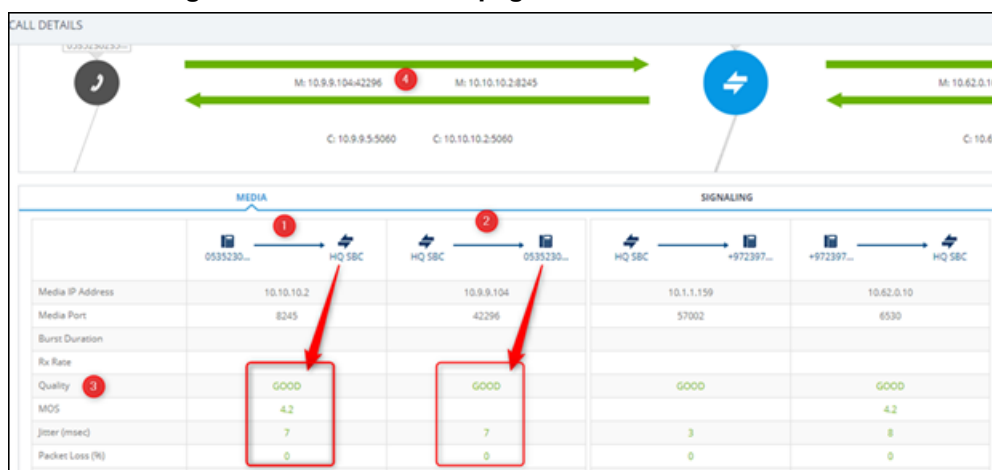 CALL DETAILS
M: 10.9.9.104:42296 4 M: 10.10.10.2:8245 M: 10.62.0.1
C: 10.9.9.5:5060 C: 10.10.10.2:5060 C: 10.6
MEDIA SIGNALING
1 2
0535230... HQ SBC HQ SBC 0535230... HQ SBC +972397... +972397... HQ SBC
Media IP Address 10.10.10.2 10.9.9.104 10.1.1.159 10.62.0.10
Media Port 8245 42296 57002 6530
Burst Duration
Rx Rate
Quality 3 GOOD GOOD GOOD GOOD
MOS 4.2 4.2
Jitter (msec) 7 7 3 8
Packet Loss (%) 0 0 0 0